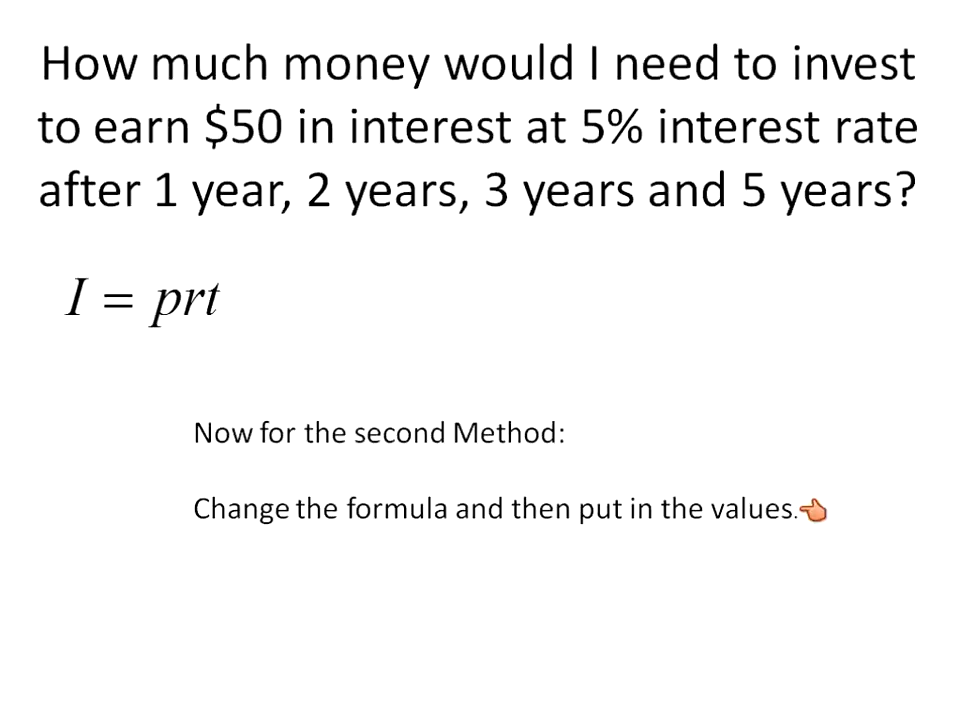 How much money would I need to invest
to earn $50 in interest at 5% interest rate
after 1 year, 2 years, 3 years and 5 years?
I = prt
Now for the second Method:
Change the formula and then put in the values.